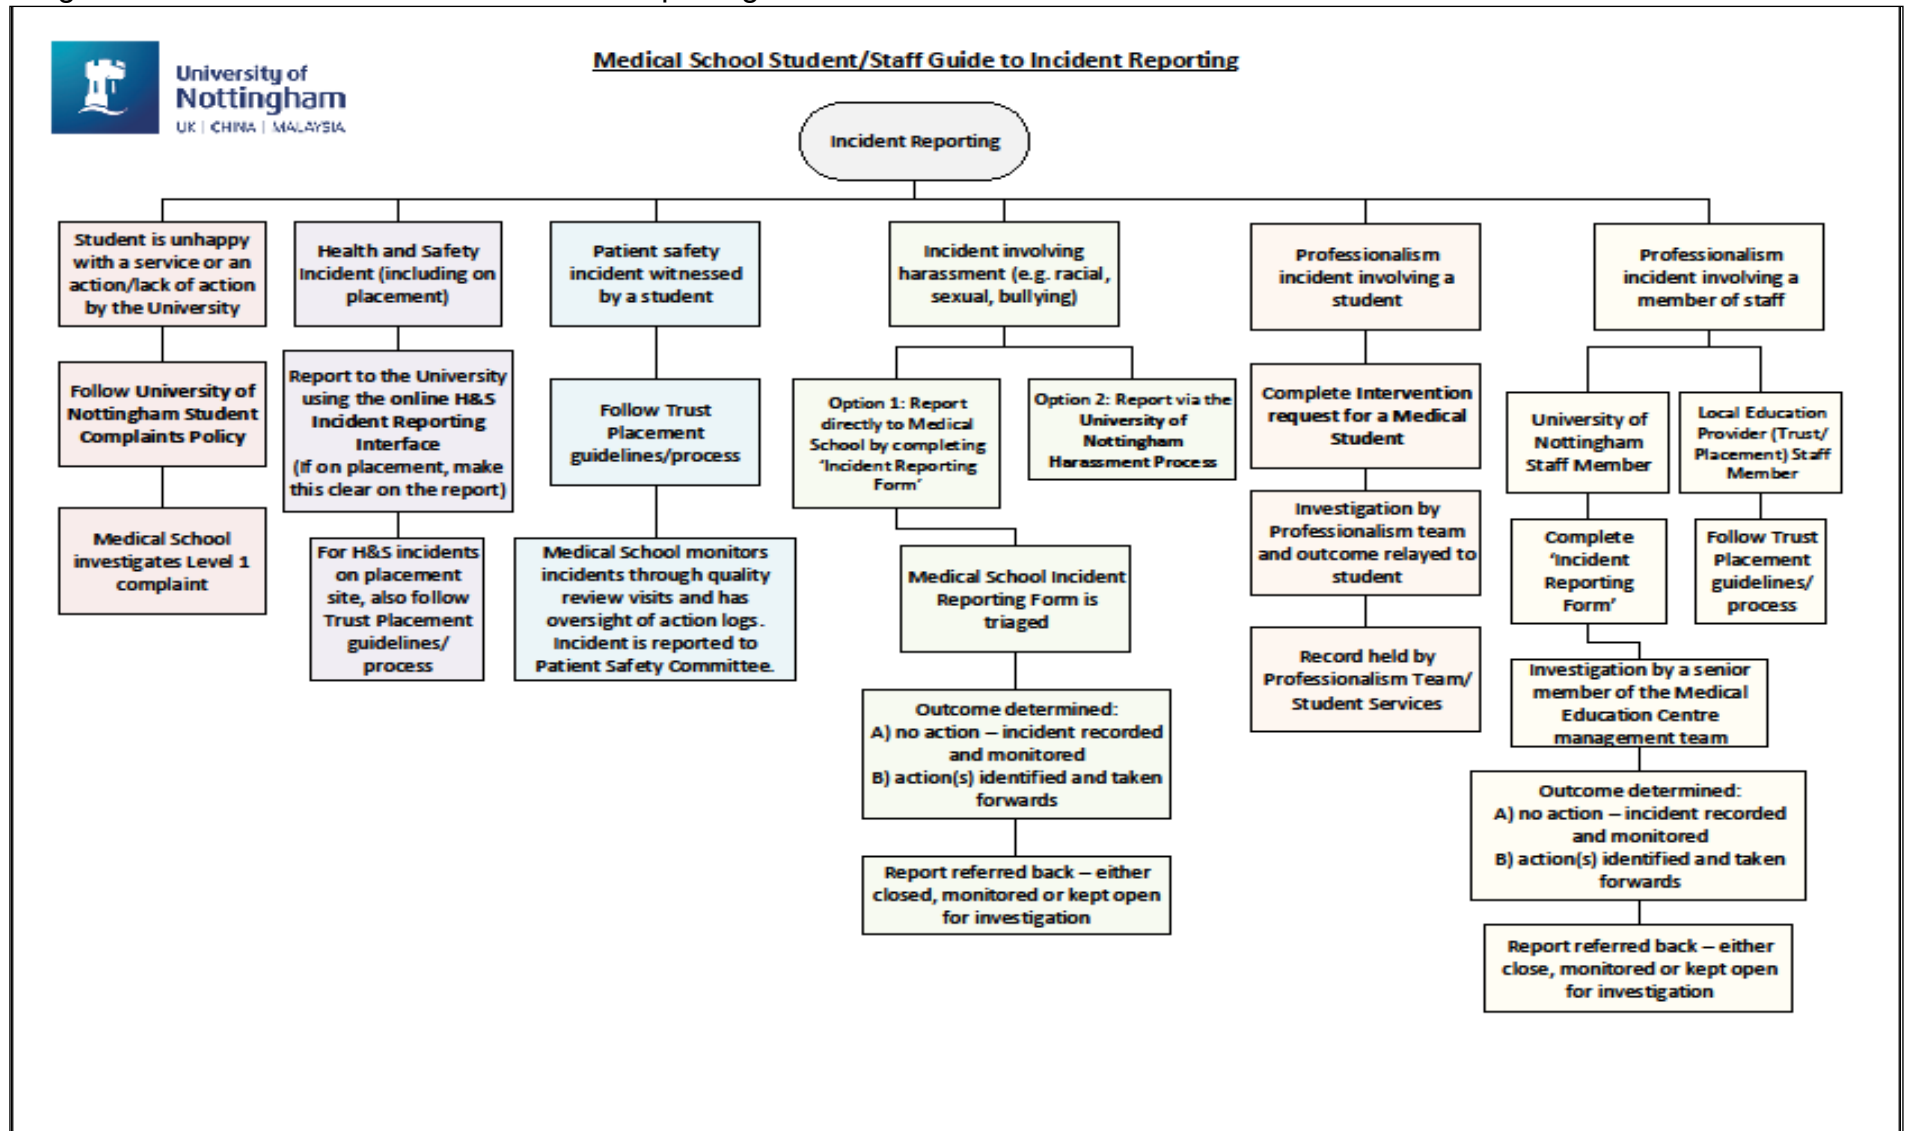 University of
Nottingham
UK | CHINA | MALAYSIA
Medical School Student/Staff Guide to Incident Reporting
Incident Reporting
Student is unhappy
with a service or an
action/lack of action
by the University
Follow University of
Nottingham Student
Complaints Policy
Medical School
investigates Level 1
complaint
Health and Safety
Incident (including on
placement)
Report to the University
using the online H&S
Incident Reporting
Interface
(If on placement, make
this clear on the report)
For H&S incidents
on placement
site, also follow
Trust Placement
guidelines/
process
Patient safety
incident witnessed
by a student
Follow Trust
Placement
guidelines/process
Medical School monitors
incidents through quality
review visits and has
oversight of action logs.
Incident is reported to
Patient Safety Committee.
Incident involving
harassment (e.g. racial,
sexual, bullying)
Option 1: Report
directly to Medical
School by completing
‘Incident Reporting
Form’
Option 2: Report via the
University of
Nottingham
Harassment Process
Medical School Incident
Reporting Form is
triaged
Outcome determined:
A) no action – incident recorded
and monitored
B) action(s) identified and taken
forwards
Report referred back – either
closed, monitored or kept open
for investigation
Professionalism
incident involving a
student
Complete Intervention
request for a Medical
Student
Investigation by
Professionalism team
and outcome relayed to
student
Record held by
Professionalism Team/
Student Services
Professionalism
incident involving a
member of staff
University of
Nottingham
Staff Member
Complete
‘Incident
Reporting
Form’
Investigation by a senior
member of the Medical
Education Centre
management team
Outcome determined:
A) no action – incident recorded
and monitored
B) action(s) identified and taken
forwards
Report referred back – either
close, monitored or kept open
for investigation
Local Education
Provider (Trust/
Placement) Staff
Member
Follow Trust
Placement
guidelines/
process